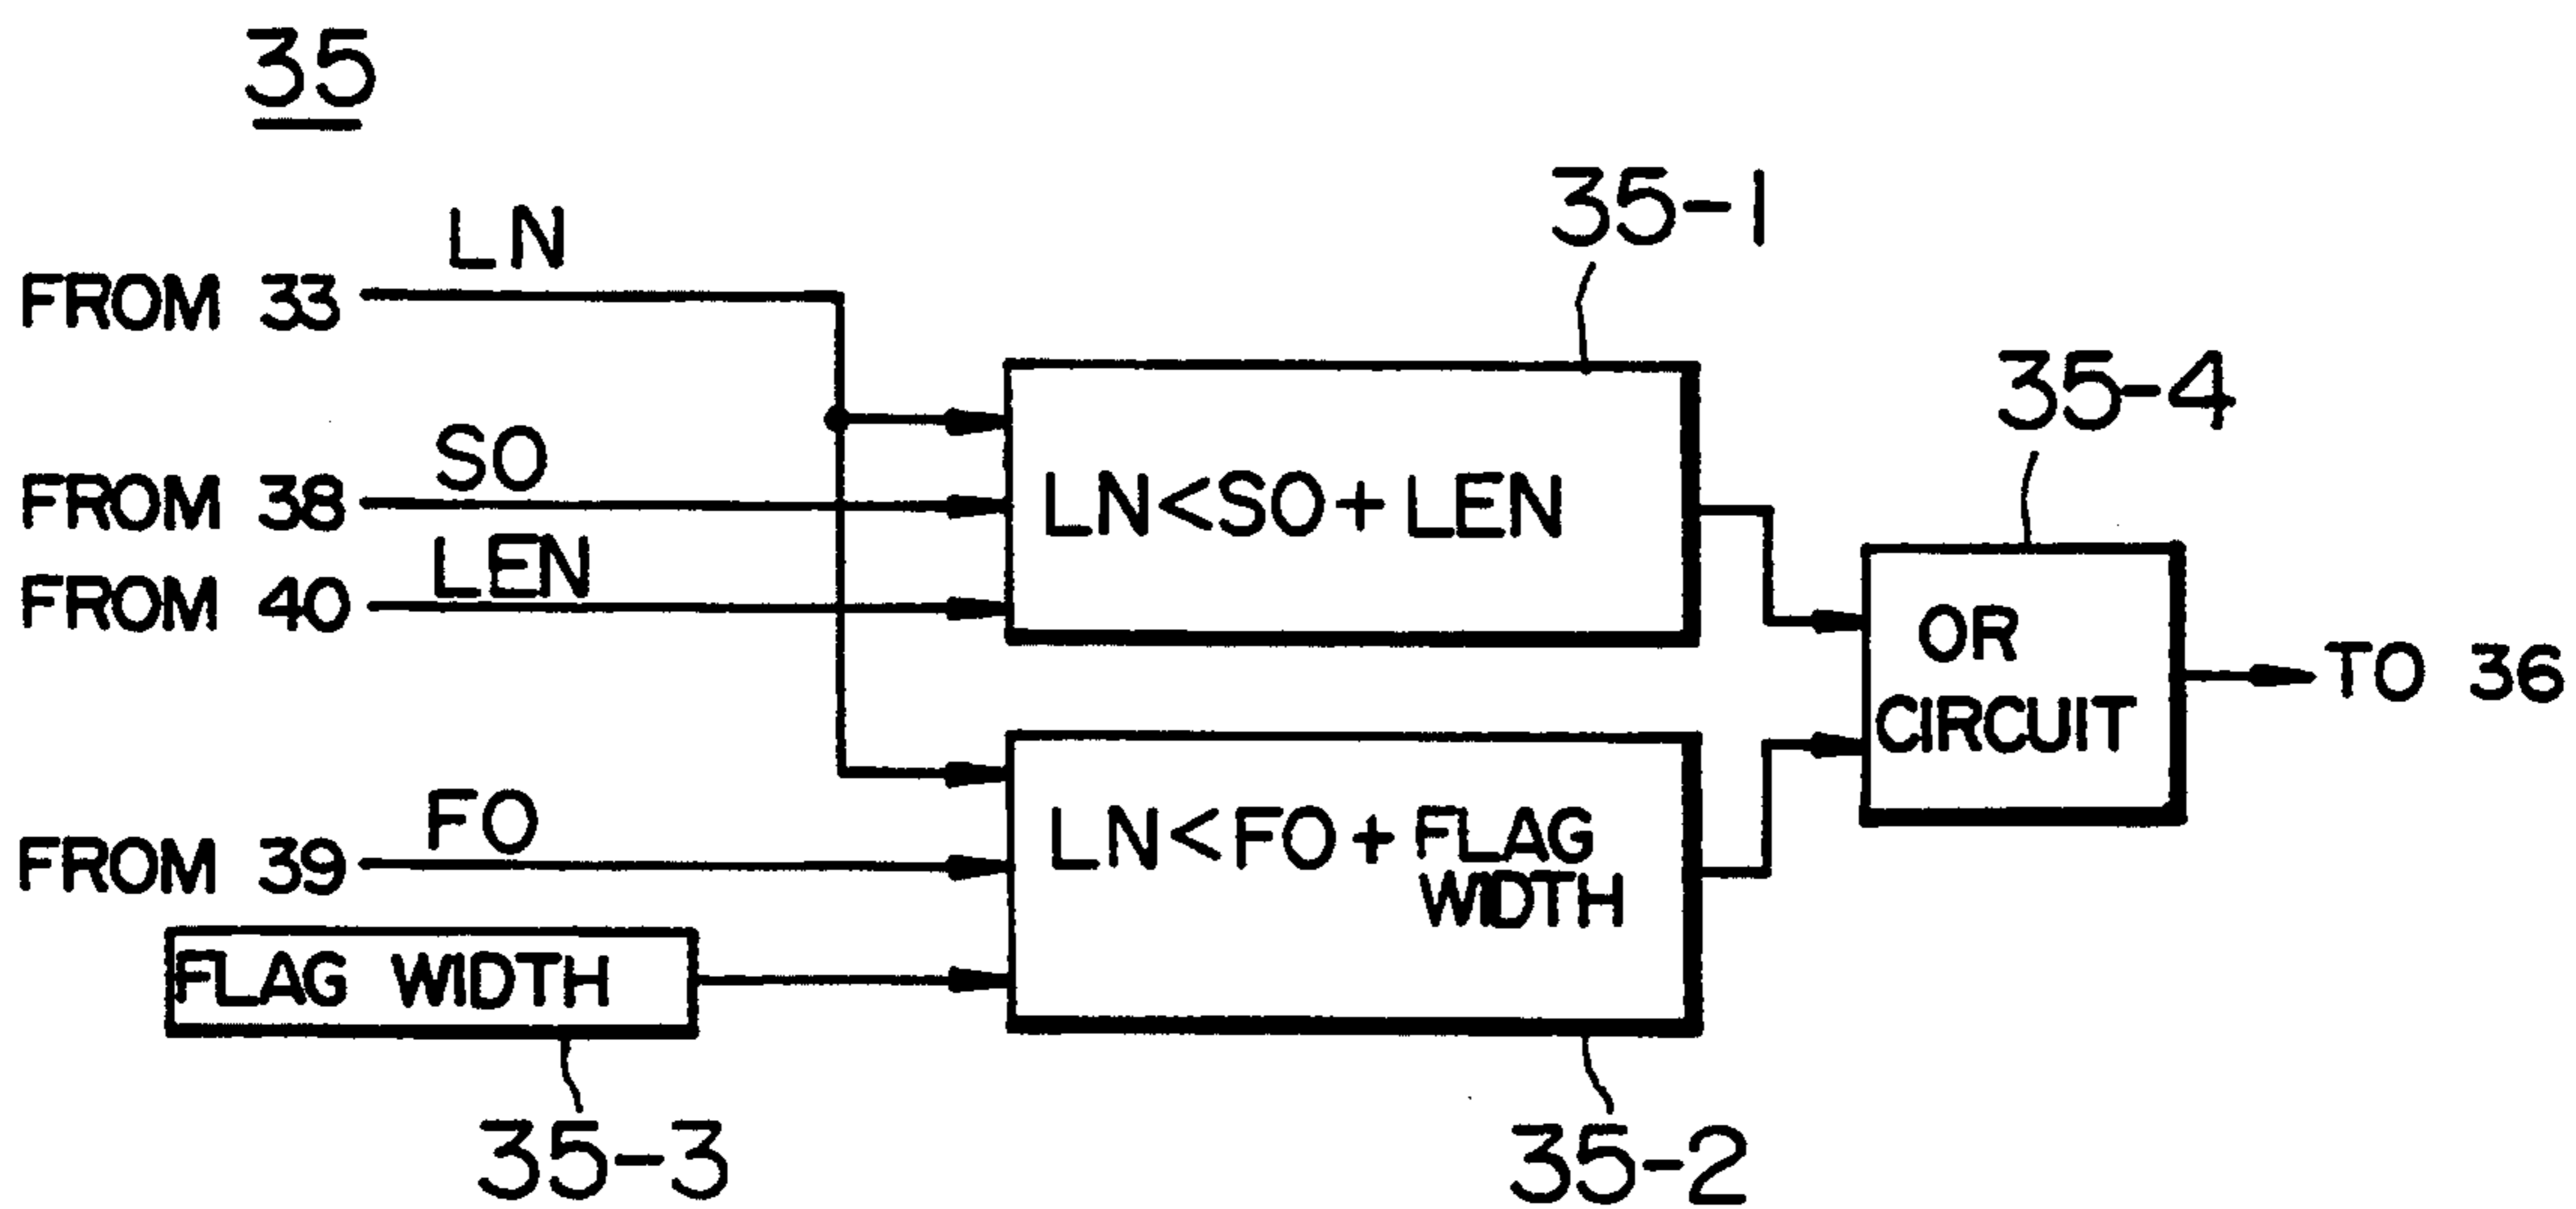 35
35-1
LN
FROM 33
35-4
SO
FROM 38
LN<SO+LEN
LEN
FROM 40
OR
CIRCUIT
TO 36
FO
FROM 39
LN<FO+FLAG
WIDTH
FLAG WIDTH
35-3
35-2